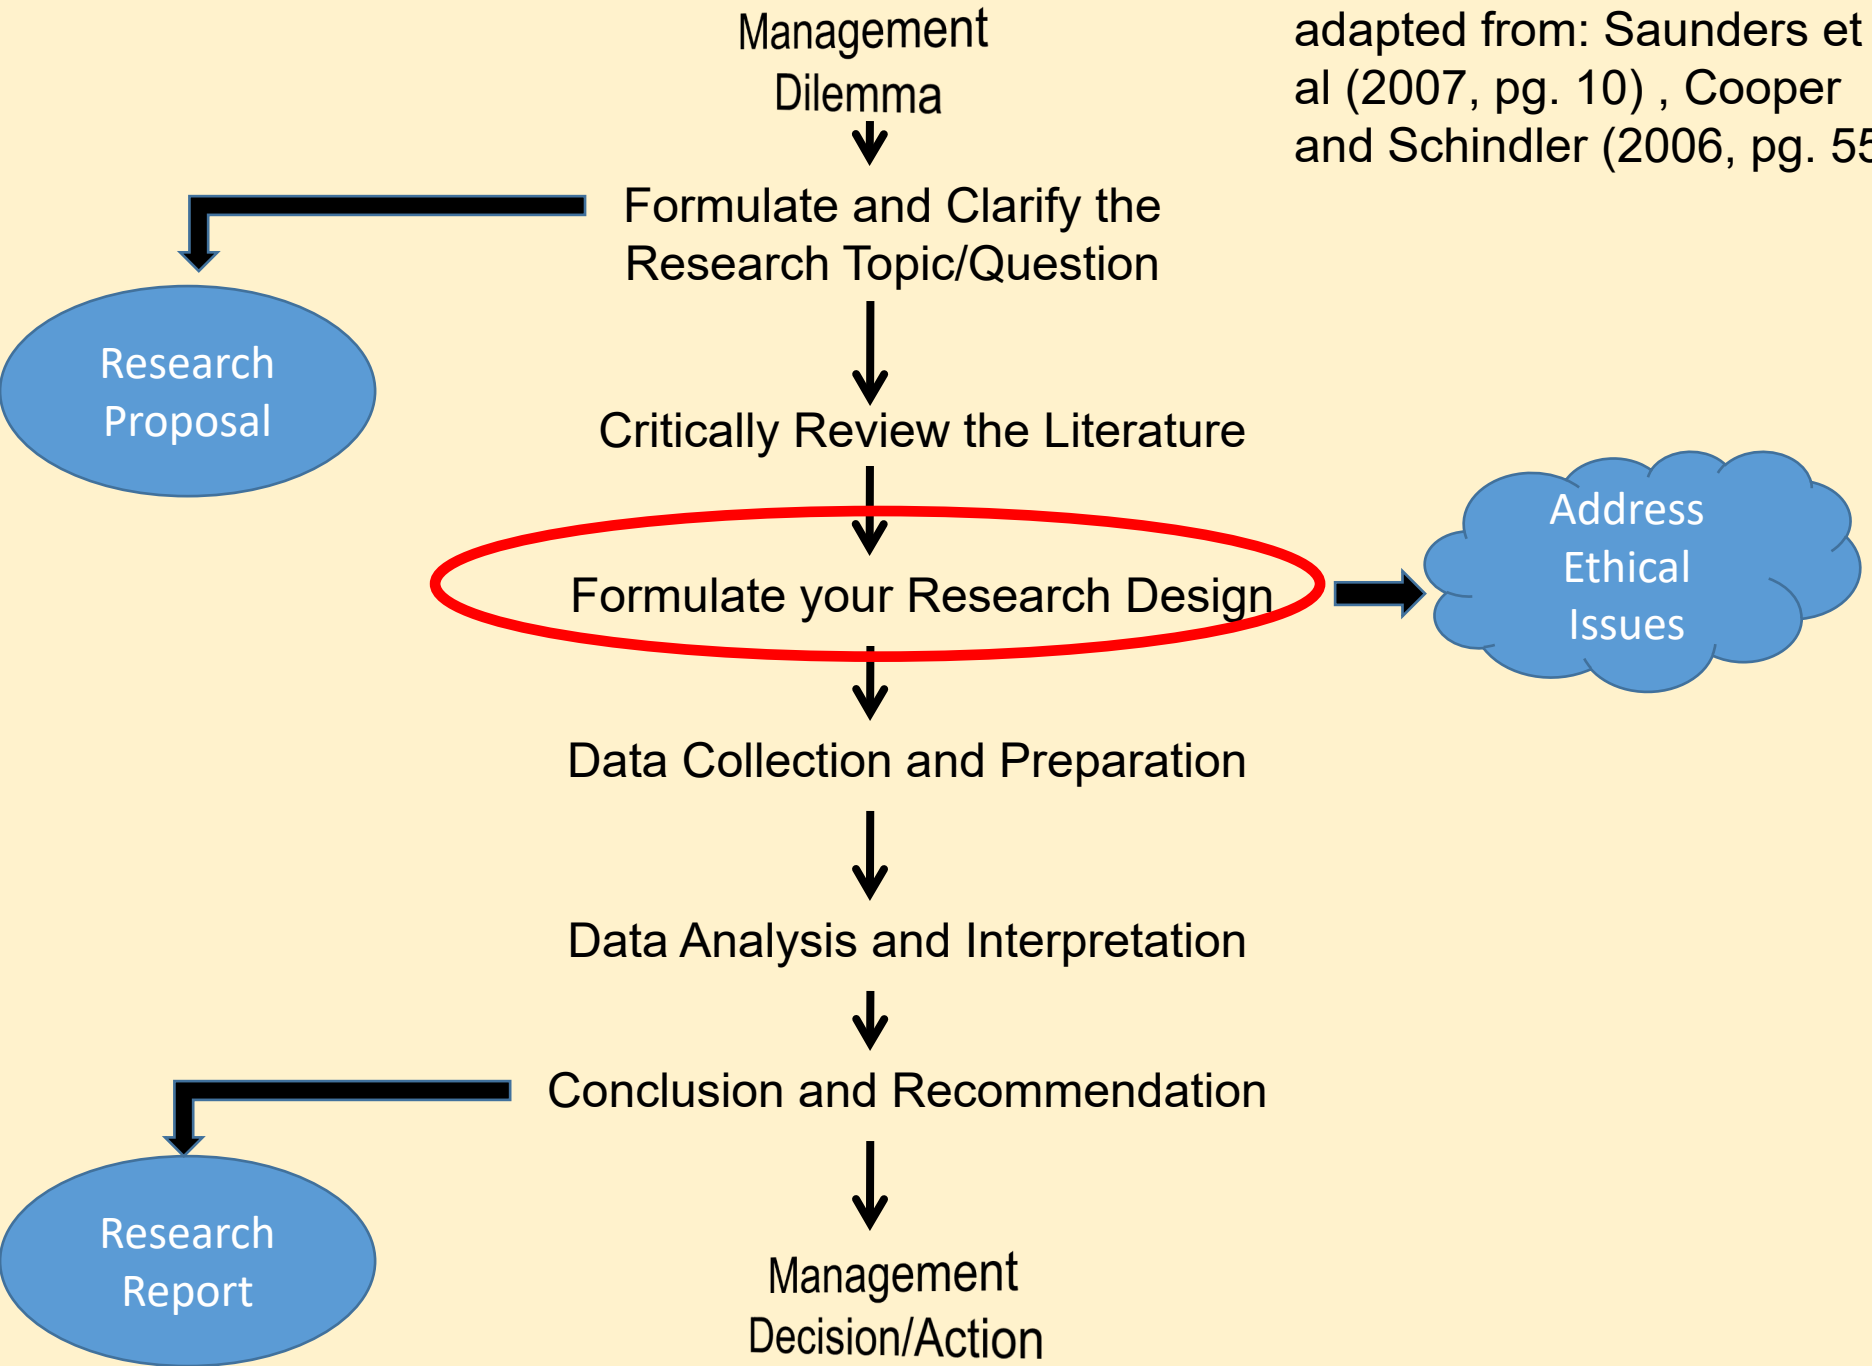 Management
Dilemma
adapted from: Saunders et
al (2007, pg. 10) , Cooper
and Schindler (2006, pg. 55
Formulate and Clarify the
Research Topic/Question
Research
Proposal
Critically Review the Literature
Formulate your Research Design
Address
Ethical
Issues
Data Collection and Preparation
Data Analysis and Interpretation
Conclusion and Recommendation
Research
Report
Management
Decision/Action